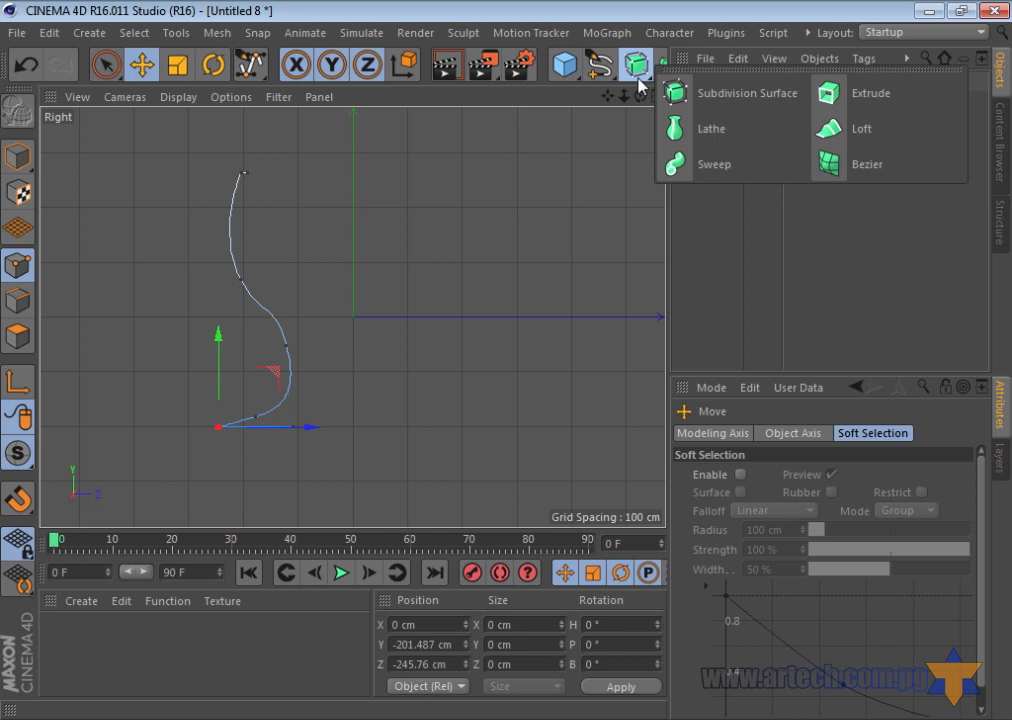 CINEMA 4D R16.011 Studio (R16) - [Untitled 8 *]
File Edit Create Select Tools Mesh Snap Animate Simulate Render Sculpt Motion Tracker MoGraph Character Plugins Script Layout: Startup
File Edit View Objects Tags
View Cameras Display Options Filter Panel
Subdivision Surface Extrude
Lathe Loft
Sweep Bezier
Right
Objects
Content Browser
Structure
Mode Edit User Data
Move
Modeling Axis Object Axis Soft Selection
Soft Selection
Enable Preview
Surface Rubber Restrict
Falloff Linear Mode Group
Radius 100 cm
Strength 100 %
Width.. 50 %
0.8
0.4
Attributes
Layers
Y
Z
Grid Spacing : 100 cm
0 10 20 30 40 50 60 70 80 90 0 F
0 F 90 F
Create Edit Function Texture
Position Size Rotation
X 0 cm X 0 cm H 0 °
Y -201.487 cm Y 0 cm P 0 °
Z -245.76 cm Z 0 cm B 0 °
Object (Rel) Size Apply
MAXON
CINEMA 4D
www.artech.com.pg